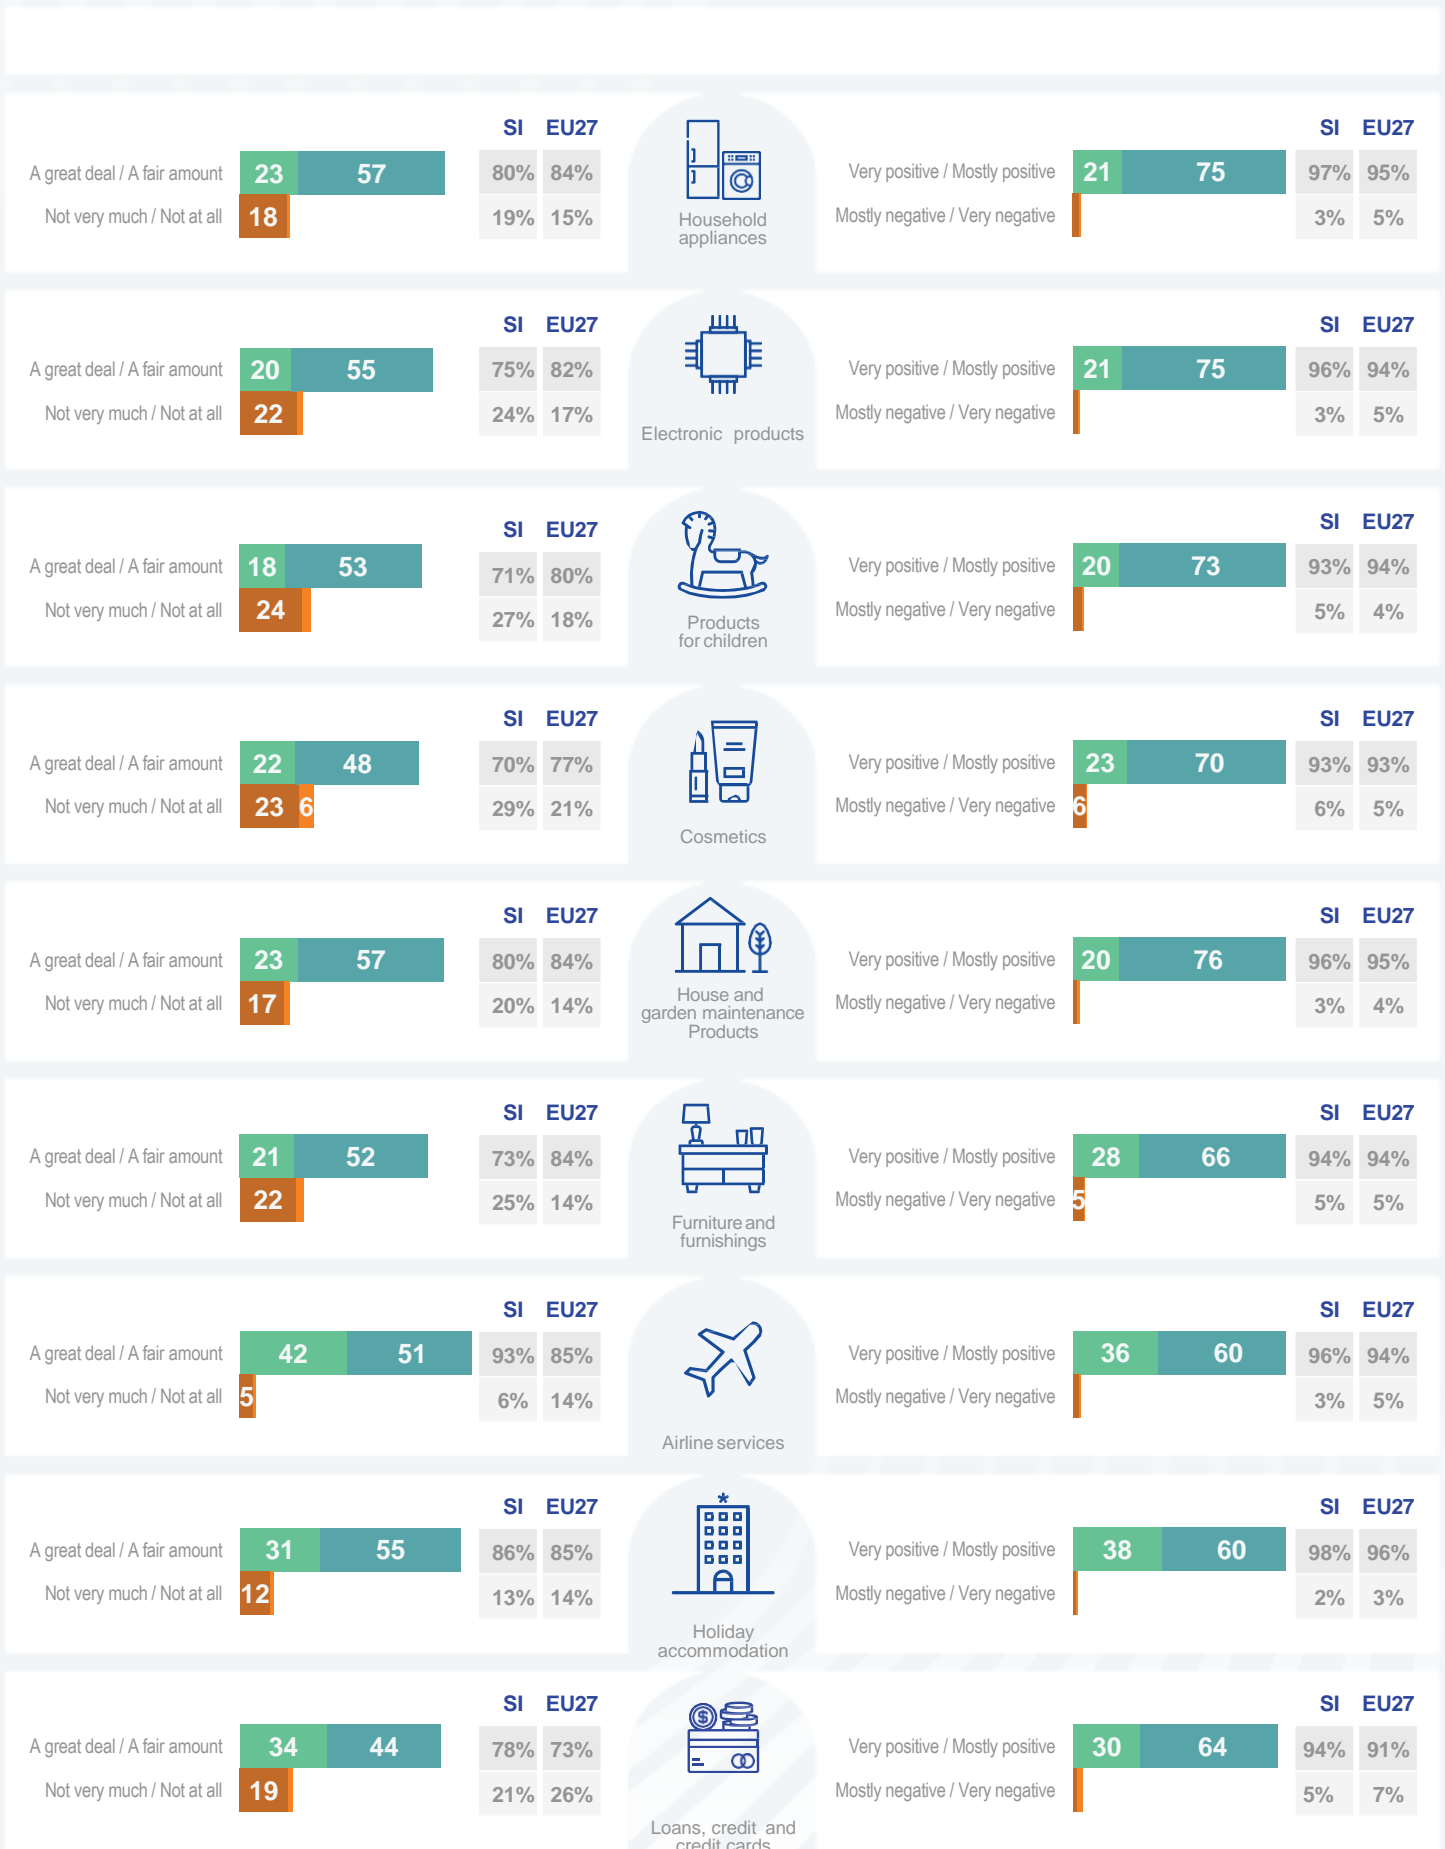 SI EU27
A great deal / A fair amount 23 57 80% 84%
Not very much / Not at all 18 19% 15%
Household
appliances
SI EU27
Very positive / Mostly positive 21 75 97% 95%
Mostly negative / Very negative 3% 5%
SI EU27
A great deal / A fair amount 20 55 75% 82%
Not very much / Not at all 22 24% 17%
Electronic products
SI EU27
Very positive / Mostly positive 21 75 96% 94%
Mostly negative / Very negative 3% 5%
SI EU27
A great deal / A fair amount 18 53 71% 80%
Not very much / Not at all 24 27% 18%
Products
for children
SI EU27
Very positive / Mostly positive 20 73 93% 94%
Mostly negative / Very negative 5% 4%
SI EU27
A great deal / A fair amount 22 48 70% 77%
Not very much / Not at all 23 6 29% 21%
Cosmetics
SI EU27
Very positive / Mostly positive 23 70 93% 93%
Mostly negative / Very negative 6 6% 5%
SI EU27
A great deal / A fair amount 23 57 80% 84%
Not very much / Not at all 17 20% 14%
House and
garden maintenance
Products
SI EU27
Very positive / Mostly positive 20 76 96% 95%
Mostly negative / Very negative 3% 4%
SI EU27
A great deal / A fair amount 21 52 73% 84%
Not very much / Not at all 22 25% 14%
Furniture and
furnishings
SI EU27
Very positive / Mostly positive 28 66 94% 94%
Mostly negative / Very negative 5 5% 5%
SI EU27
A great deal / A fair amount 42 51 93% 85%
Not very much / Not at all 5 6% 14%
Airline services
SI EU27
Very positive / Mostly positive 36 60 96% 94%
Mostly negative / Very negative 3% 5%
SI EU27
A great deal / A fair amount 31 55 86% 85%
Not very much / Not at all 12 13% 14%
Holiday
accommodation
SI EU27
Very positive / Mostly positive 38 60 98% 96%
Mostly negative / Very negative 2% 3%
SI EU27
A great deal / A fair amount 34 44 78% 73%
Not very much / Not at all 19 21% 26%
Loans, credit and
credit cards
SI EU27
Very positive / Mostly positive 30 64 94% 91%
Mostly negative / Very negative 5% 7%